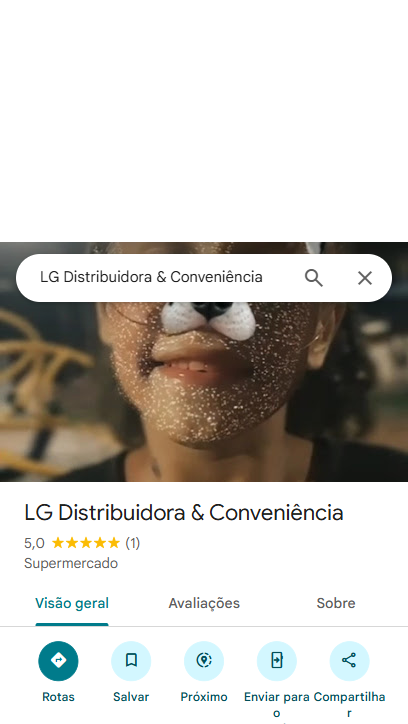 LG Distribuidora & Conveniência
LG Distribuidora & Conveniência
5,0 (1)
Supermercado
Visão geral Avaliações Sobre
Rotas Salvar Próximo Enviar para Compartilha
o r